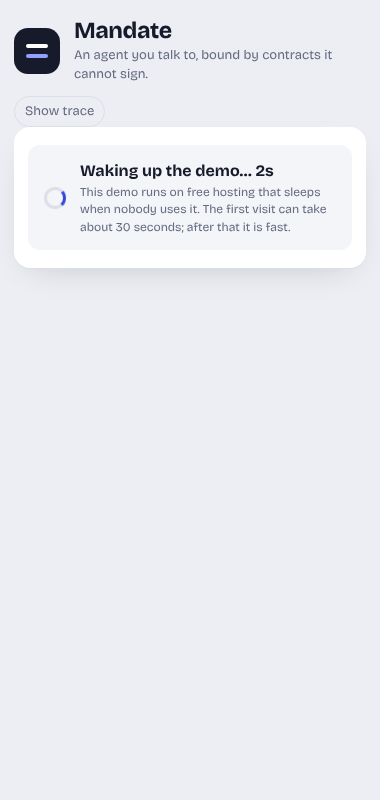 Mandate
An agent you talk to, bound by contracts it
cannot sign.
Show trace
Waking up the demo... 2s
This demo runs on free hosting that sleeps
when nobody uses it. The first visit can take
about 30 seconds; after that it is fast.